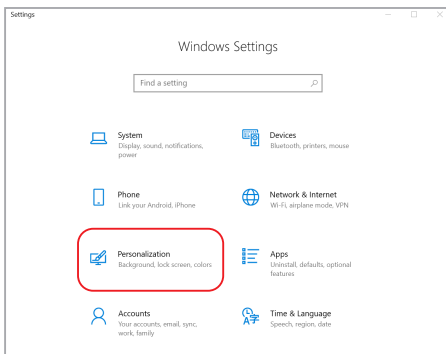 Settings
Windows Settings
Find a setting
System
Display, sound, notifications,
power
Devices
Bluetooth, printers, mouse
Phone
Link your Android, iPhone
Network & Internet
Wi-Fi, airplane mode, VPN
Personalization
Background, lock screen, colors
Apps
Uninstall, defaults, optional
features
Accounts
Your accounts, email, sync,
work, family
Time & Language
Speech, region, date